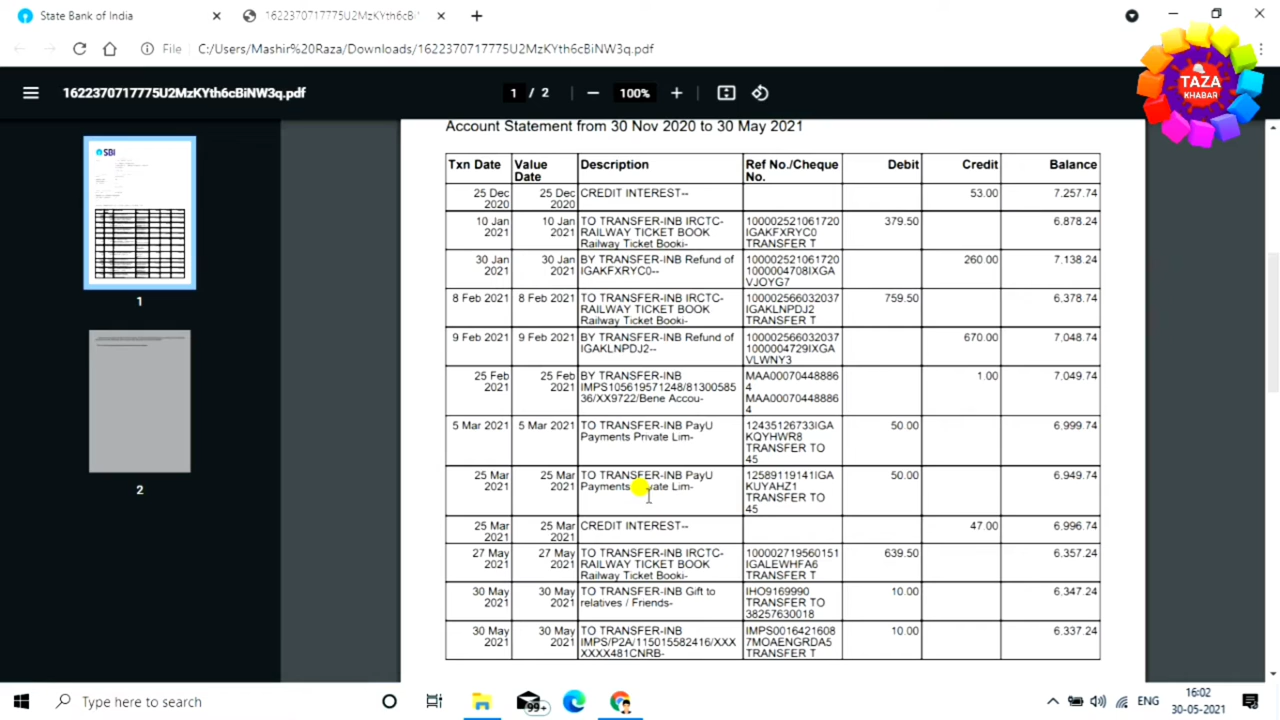 State Bank of India
1622370717775U2MzKYth6cBi
File C:/Users/Mashir%20Raza/Downloads/1622370717775U2MzKYth6cBiNW3q.pdf
TAZA
KHABAR
1622370717775U2MzKYth6cBiNW3q.pdf
1 / 2
100%
SBI
1
2
Account Statement from 30 Nov 2020 to 30 May 2021
Txn Date Value Description Ref No./Cheque Debit Credit Balance
Date No.
25 Dec 25 Dec CREDIT INTEREST-- 53.00 7,257.74
2020 2020
10 Jan 10 Jan TO TRANSFER-INB IRCTC- 100002521061720 379.50 6,878.24
2021 2021 RAILWAY TICKET BOOK IGAKFXRYC0
Railway Ticket Booki- TRANSFER T
30 Jan 30 Jan BY TRANSFER-INB Refund of 100002521061720 260.00 7,138.24
2021 2021 IGAKFXRYC0-- 1000004708IXGA
VJOYG7
8 Feb 2021 8 Feb 2021 TO TRANSFER-INB IRCTC- 100002566032037 759.50 6,378.74
RAILWAY TICKET BOOK IGAKLNPDJ2
Railway Ticket Booki- TRANSFER T
9 Feb 2021 9 Feb 2021 BY TRANSFER-INB Refund of 100002566032037 670.00 7,048.74
IGAKLNPDJ2-- 1000004729IXGA
VLWNY3
25 Feb 25 Feb BY TRANSFER-INB MAA00070448886 1.00 7,049.74
2021 2021 IMPS105619571248/81300585 4
36/XX9722/Bene Accou- MAA00070448886
4
5 Mar 2021 5 Mar 2021 TO TRANSFER-INB PayU 12435126733IGA 50.00 6,999.74
Payments Private Lim- KQYHWR8
TRANSFER TO
45
25 Mar 25 Mar TO TRANSFER-INB PayU 12589119141IGA 50.00 6,949.74
2021 2021 Payments Private Lim- KUYAHZ1
TRANSFER TO
45
25 Mar 25 Mar CREDIT INTEREST-- 47.00 6,996.74
2021 2021
27 May 27 May TO TRANSFER-INB IRCTC- 100002719560151 639.50 6,357.24
2021 2021 RAILWAY TICKET BOOK IGALEWHFA6
Railway Ticket Booki- TRANSFER T
30 May 30 May TO TRANSFER-INB Gift to IHO9169990 10.00 6,347.24
2021 2021 relatives / Friends- TRANSFER TO
38257630018
30 May 30 May TO TRANSFER-INB IMPS0016421608 10.00 6,337.24
2021 2021 IMPS/P2A/115015582416/XXX 7MOAENGRDA5
XXXX481CNRB- TRANSFER T
Type here to search
99+
ENG
16:02
30-05-2021